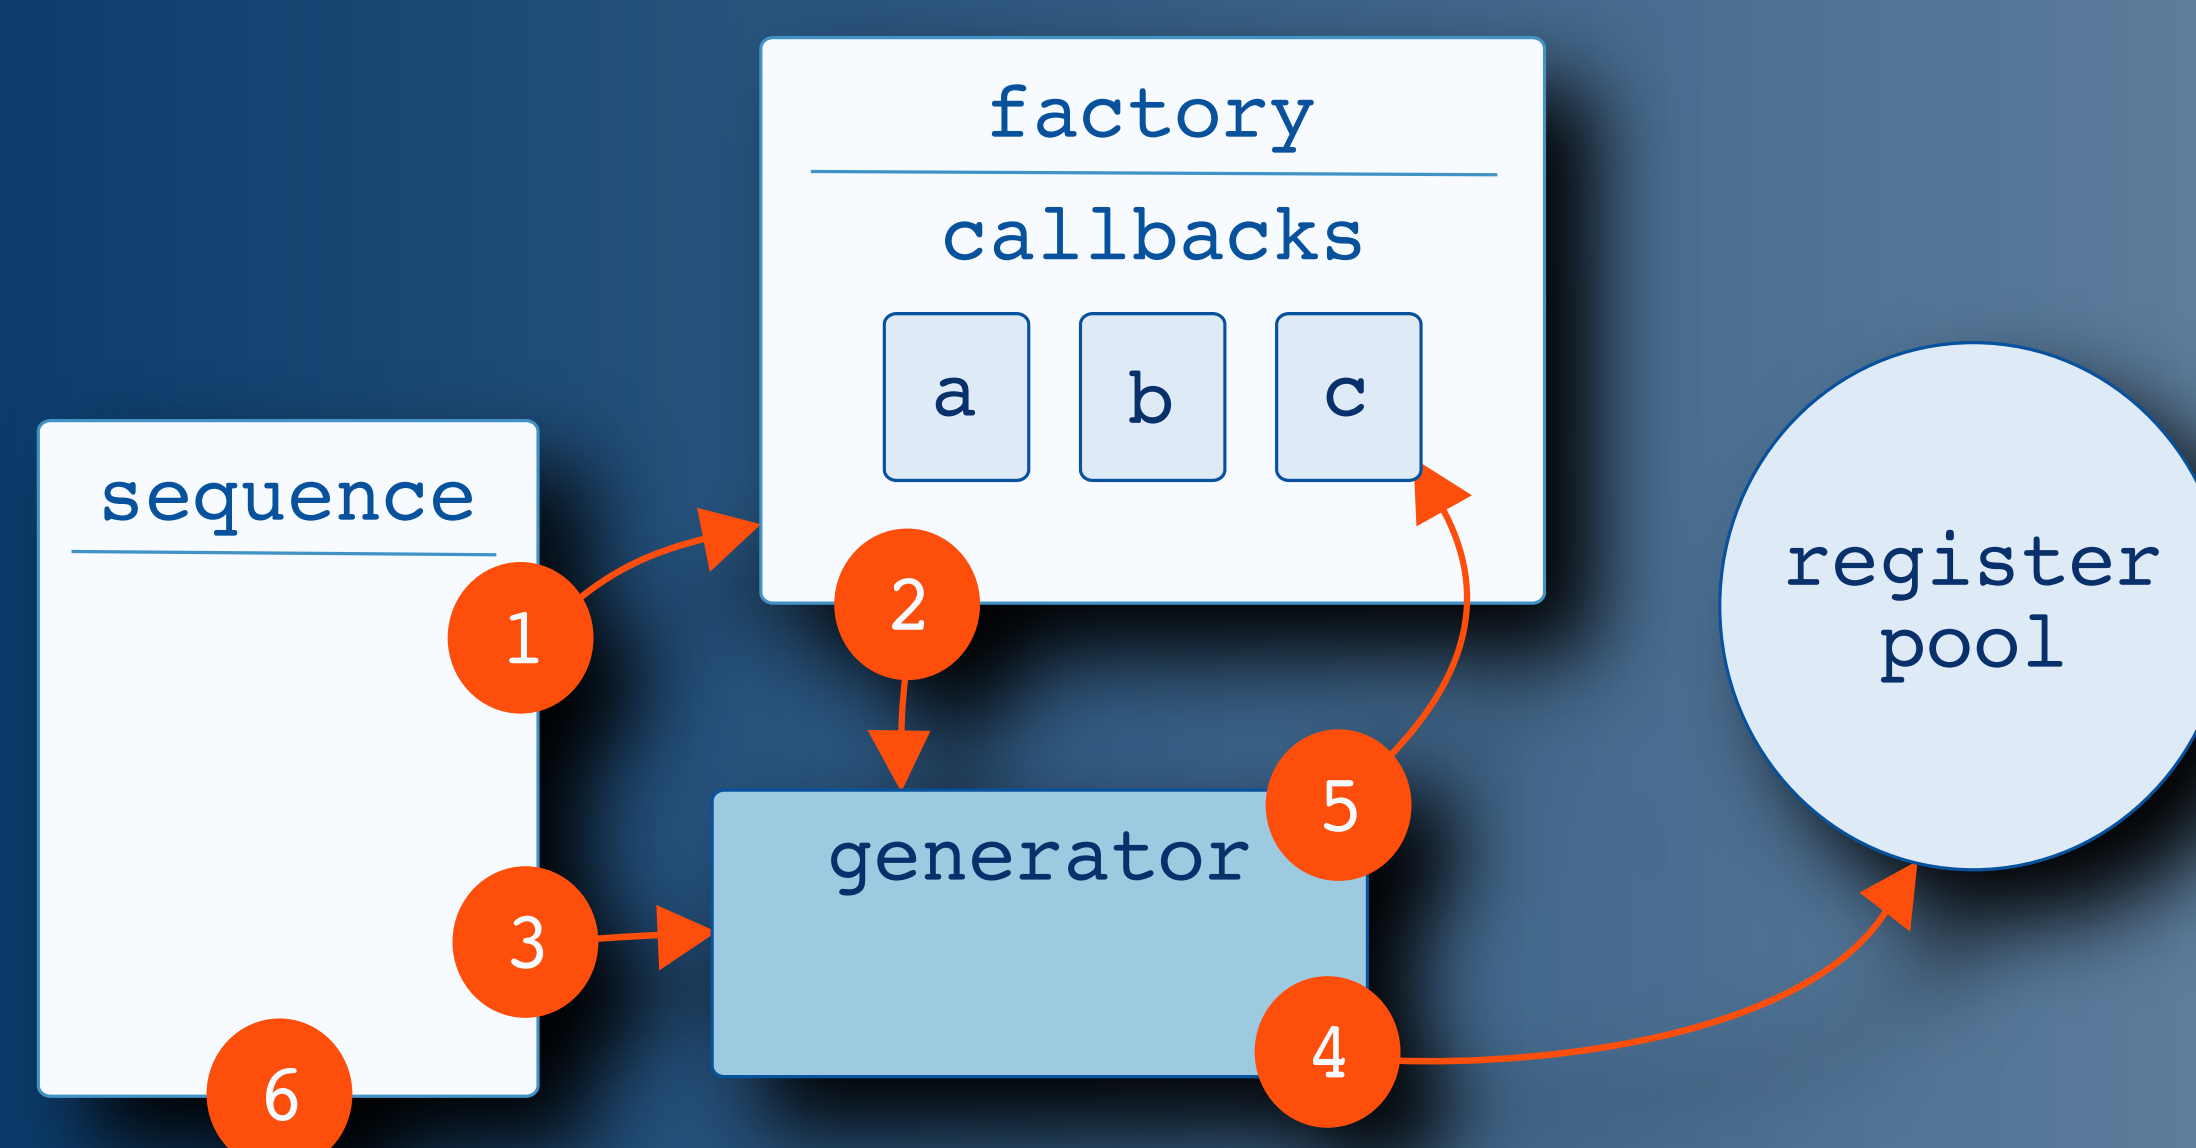 factory
callbacks
a b c
sequence
1
2
3
4
5
6
generator
register
pool